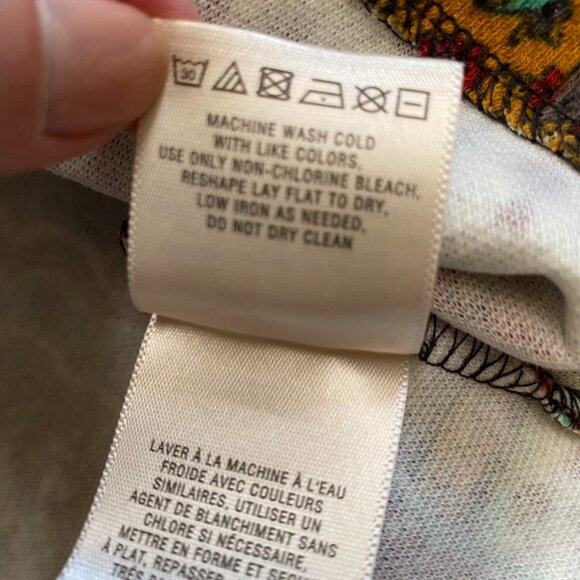 30
MACHINE WASH COLD
WITH LIKE COLORS,
USE ONLY NON-CHLORINE BLEACH,
RESHAPE LAY FLAT TO DRY,
LOW IRON AS NEEDED,
DO NOT DRY CLEAN
LAVER À LA MACHINE À L'EAU
FROIDE AVEC COULEURS
SIMILAIRES, UTILISER UN
AGENT DE BLANCHIMENT SANS
CHLORE SI NÉCESSAIRE,
METTRE EN FORME ET
À PLAT, REPASSER
TRÈS